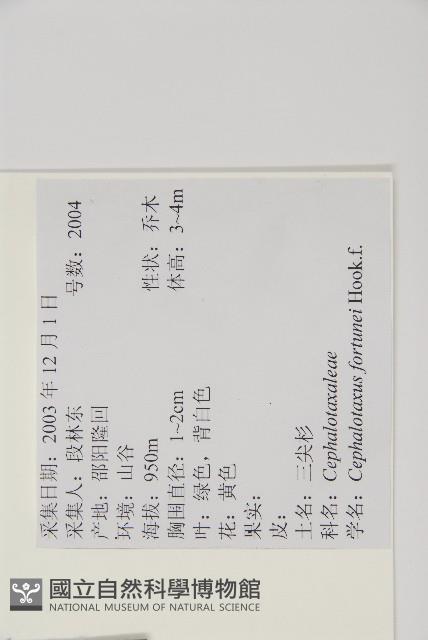 采集日期：2003 年 12 月 1 日
采集人：段林东 号数：2004
产地：邵阳隆回
环境：山谷
海拔：950m 性状：乔木
胸围直径：1~2cm 体高：3~4m
叶：绿色，背白色
花：黄色
果实：
皮：
土名：三尖杉
科名：Cephalotaxaleae
学名：Cephalotaxus fortunei Hook.f.
國立自然科學博物館
NATIONAL MUSEUM OF NATURAL SCIENCE